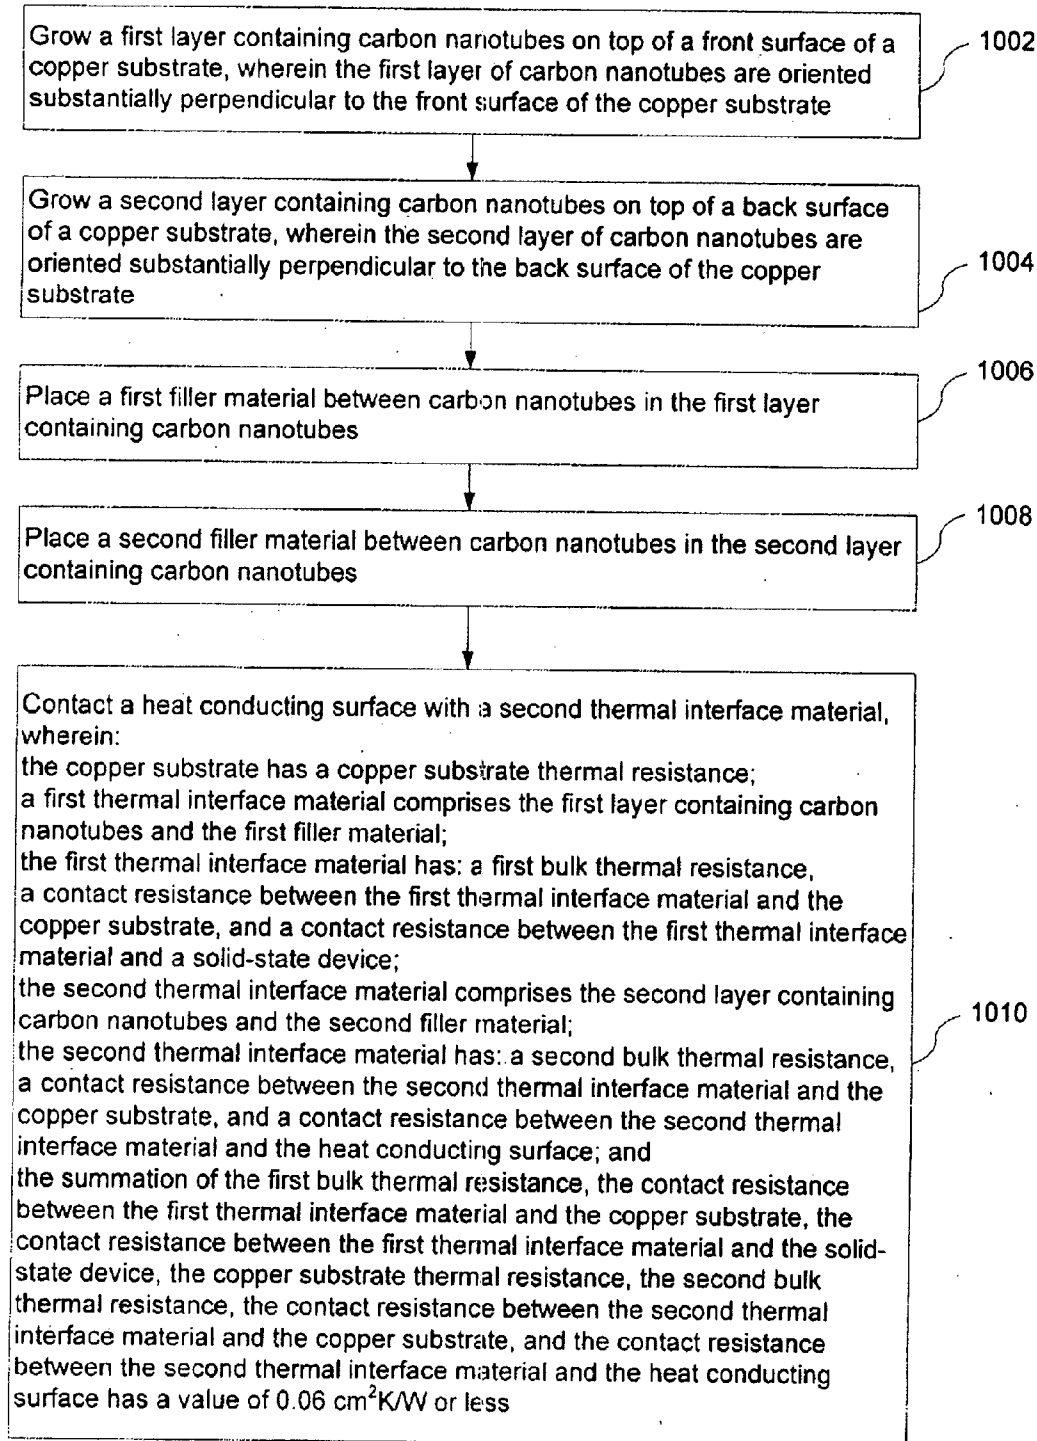 Grow a first layer containing carbon nanotubes on top of a front surface of a
copper substrate, wherein the first layer of carbon nanotubes are oriented
substantially perpendicular to the front surface of the copper substrate
1002
Grow a second layer containing carbon nanotubes on top of a back surface
of a copper substrate, wherein the second layer of carbon nanotubes are
oriented substantially perpendicular to the back surface of the copper
substrate
1004
Place a first filler material between carbon nanotubes in the first layer
containing carbon nanotubes
1006
Place a second filler material between carbon nanotubes in the second layer
containing carbon nanotubes
1008
Contact a heat conducting surface with a second thermal interface material,
wherein:
the copper substrate has a copper substrate thermal resistance;
a first thermal interface material comprises the first layer containing carbon
nanotubes and the first filler material;
the first thermal interface material has: a first bulk thermal resistance,
a contact resistance between the first thermal interface material and the
copper substrate, and a contact resistance between the first thermal interface
material and a solid-state device;
the second thermal interface material comprises the second layer containing
carbon nanotubes and the second filler material;
the second thermal interface material has: a second bulk thermal resistance,
a contact resistance between the second thermal interface material and the
copper substrate, and a contact resistance between the second thermal
interface material and the heat conducting surface; and
the summation of the first bulk thermal resistance, the contact resistance
between the first thermal interface material and the copper substrate, the
contact resistance between the first thermal interface material and the solid-
state device, the copper substrate thermal resistance, the second bulk
thermal resistance, the contact resistance between the second thermal
interface material and the copper substrate, and the contact resistance
between the second thermal interface material and the heat conducting
surface has a value of 0.06 cm²K/W or less
1010